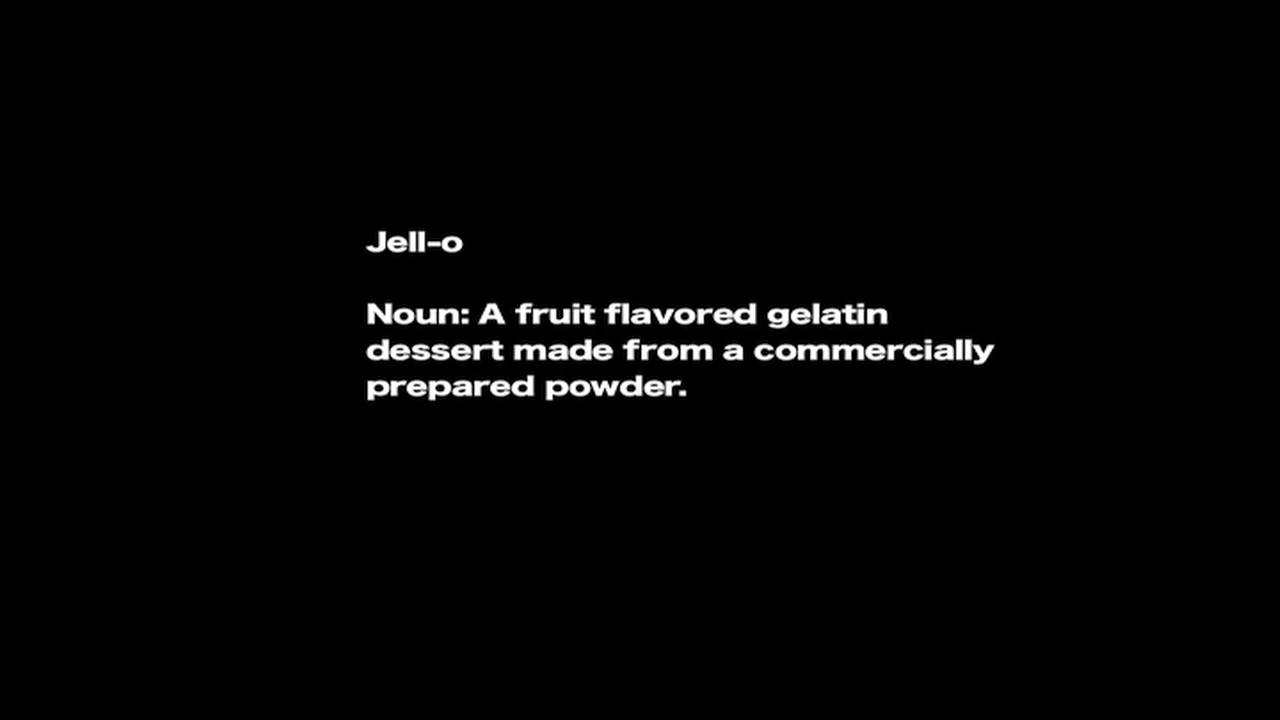 Jell-o
Noun: A fruit flavored gelatin
dessert made from a commercially
prepared powder.